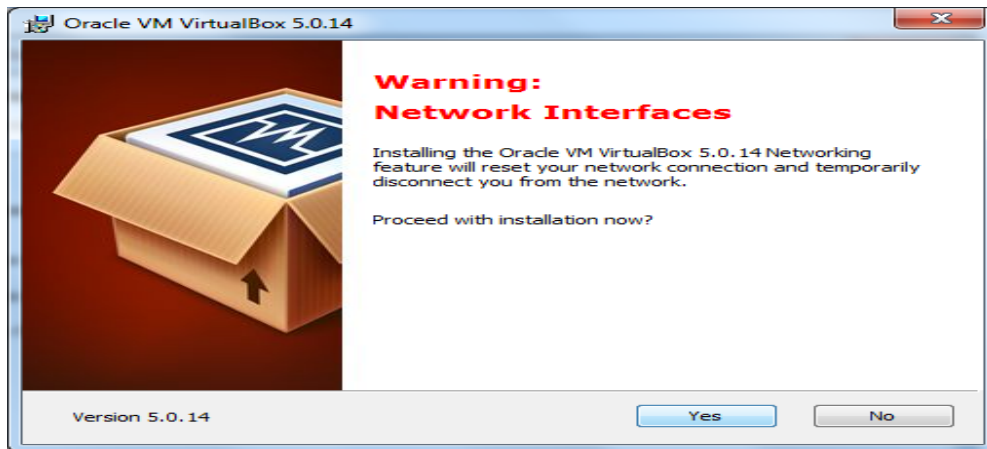 Oracle VM VirtualBox 5.0.14
Warning:
Network Interfaces
Installing the Oracle VM VirtualBox 5.0.14 Networking
feature will reset your network connection and temporarily
disconnect you from the network.
Proceed with installation now?
Version 5.0.14
Yes
No